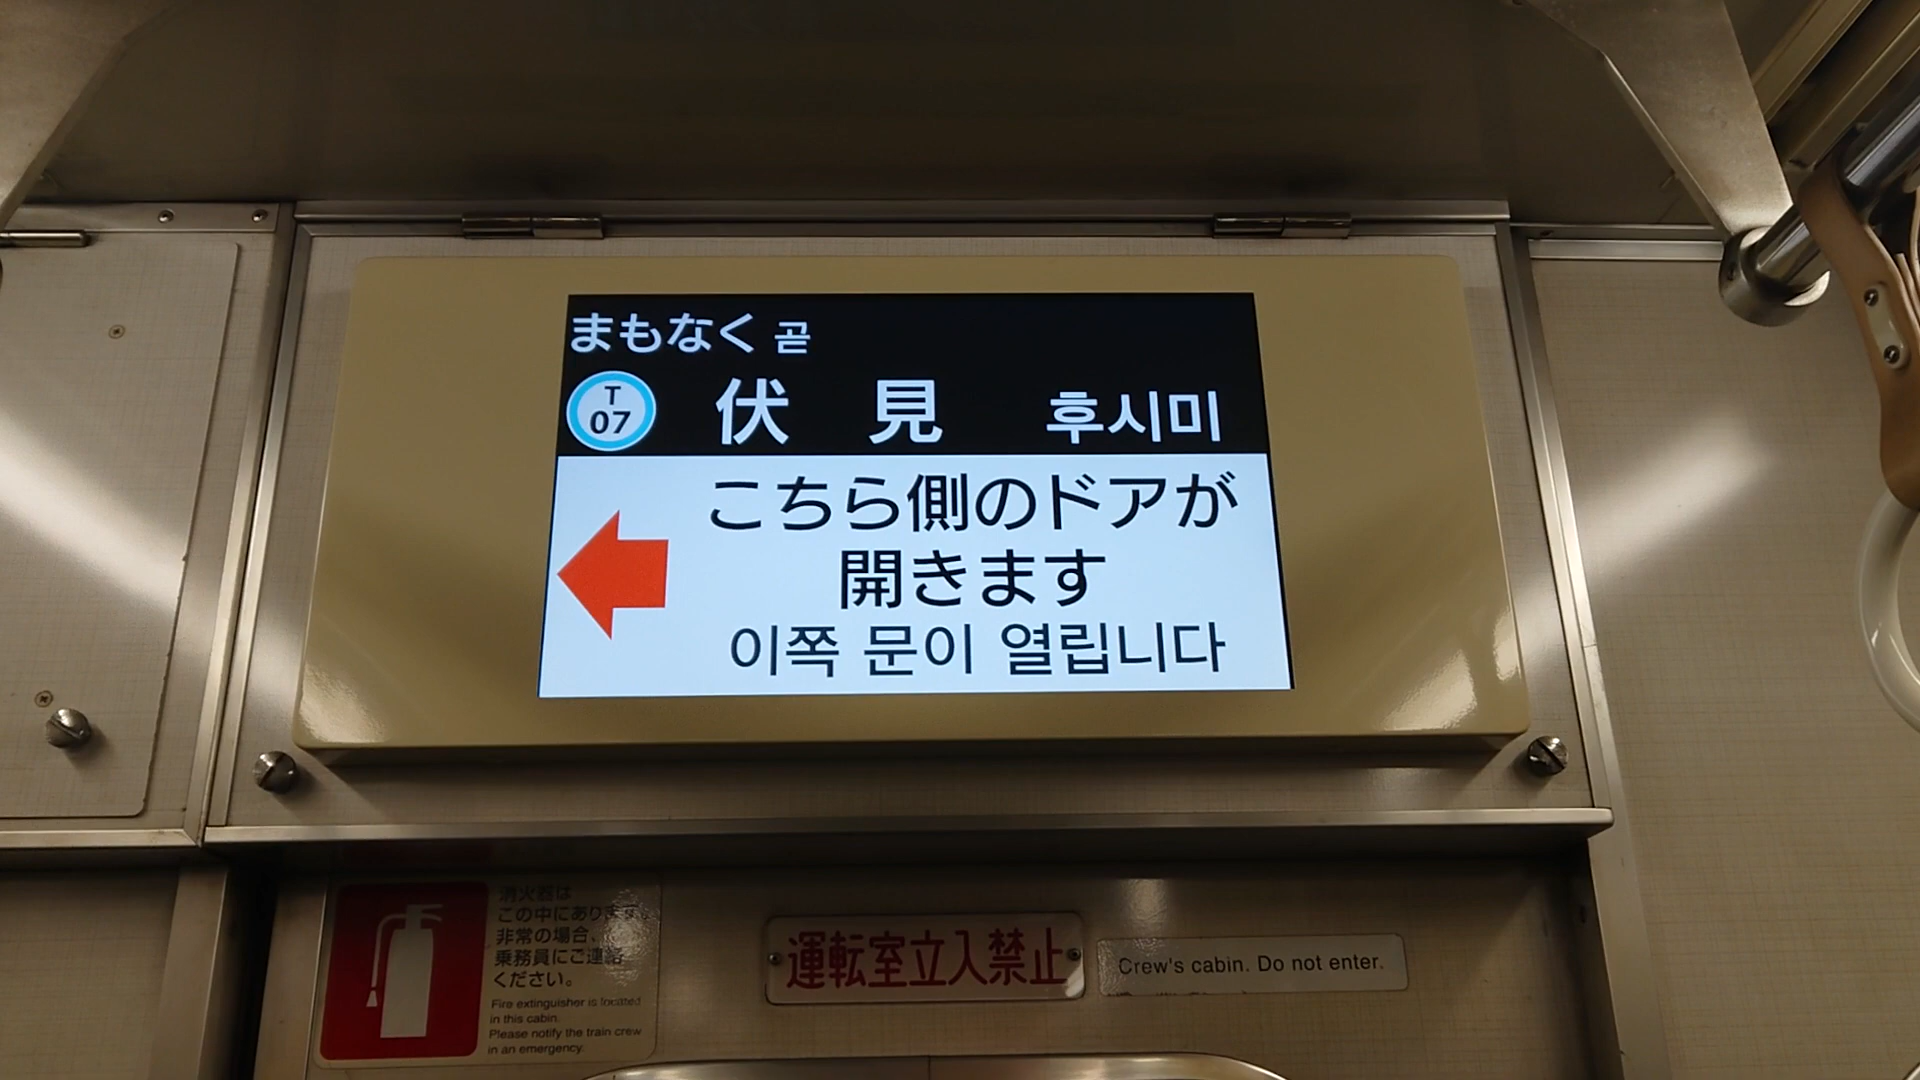 まもなく 곧
T
07
伏見 후시미
こちら側のドアが
開きます
이쪽 문이 열립니다
消火器は
この中にあります。
非常の場合、
乗務員にご連絡
ください。
Fire extinguisher is located
in this cabin.
Please notify the train crew
in an emergency.
運転室立入禁止
Crew's cabin. Do not enter.